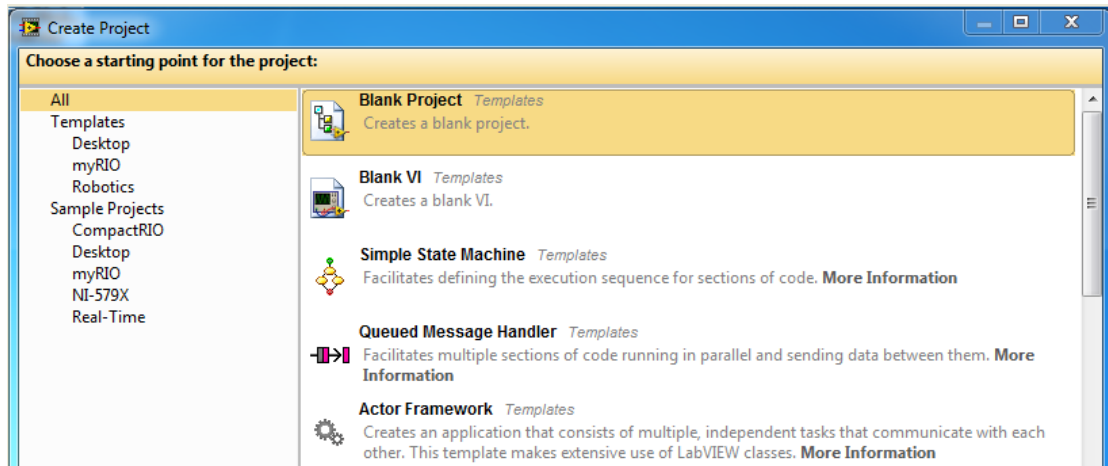 Create Project
Choose a starting point for the project:
All
Templates
Desktop
myRIO
Robotics
Sample Projects
CompactRIO
Desktop
myRIO
NI-579X
Real-Time
Blank Project Templates
Creates a blank project.
Blank VI Templates
Creates a blank VI.
Simple State Machine Templates
Facilitates defining the execution sequence for sections of code. More Information
Queued Message Handler Templates
Facilitates multiple sections of code running in parallel and sending data between them. More
Information
Actor Framework Templates
Creates an application that consists of multiple, independent tasks that communicate with each
other. This template makes extensive use of LabVIEW classes. More Information